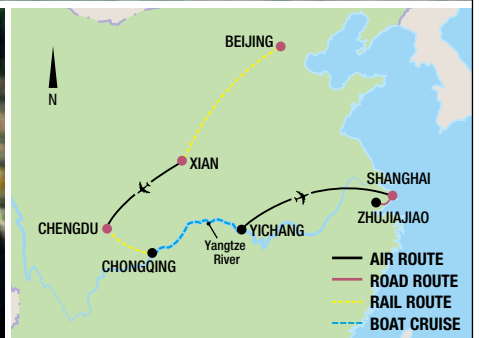 BEIJING
N
XIAN
SHANGHAI
ZHUJIAJIAO
CHENGDU
YICHANG
Yangtze
River
CHONGQING
AIR ROUTE
ROAD ROUTE
RAIL ROUTE
BOAT CRUISE